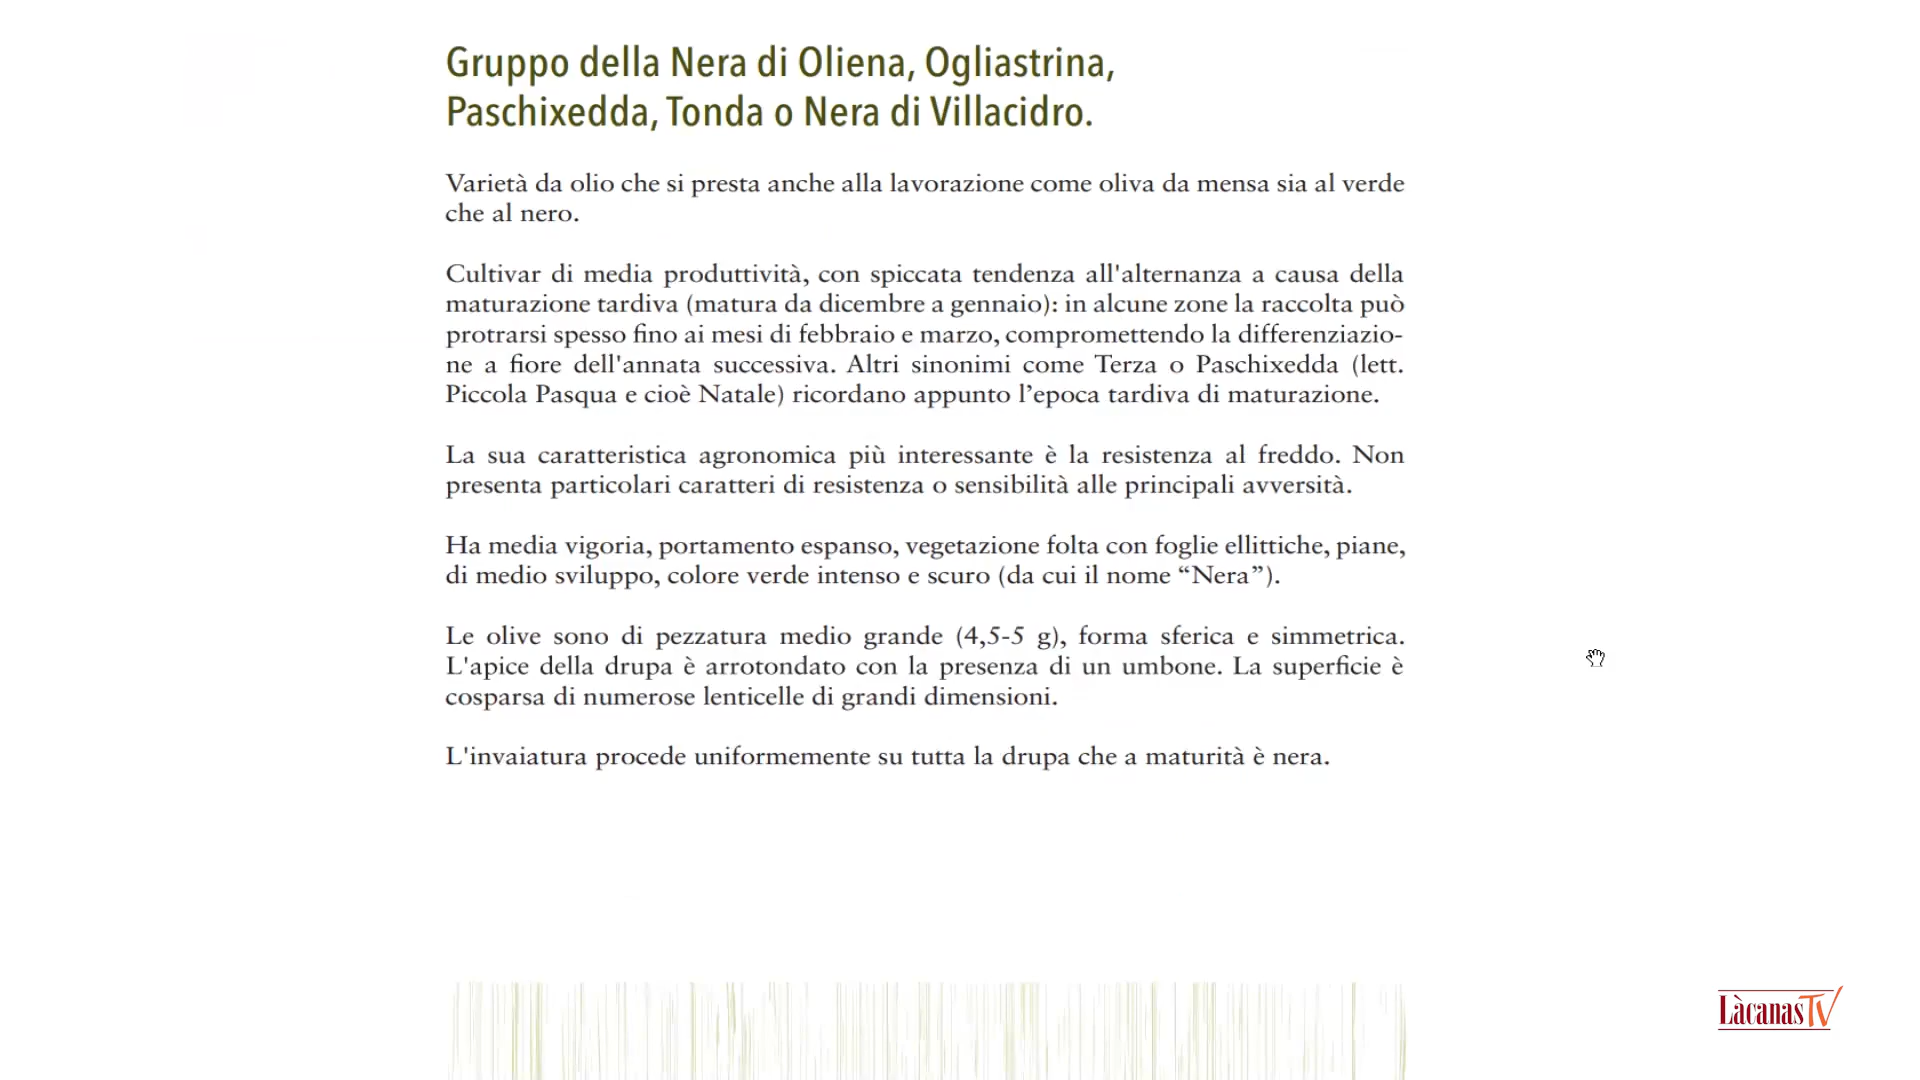 Gruppo della Nera di Oliena, Ogliastrina,
Paschixedda, Tonda o Nera di Villacidro.
Varietà da olio che si presta anche alla lavorazione come oliva da mensa sia al verde
che al nero.
Cultivar di media produttività, con spiccata tendenza all'alternanza a causa della
maturazione tardiva (matura da dicembre a gennaio): in alcune zone la raccolta può
protrarsi spesso fino ai mesi di febbraio e marzo, compromettendo la differenziazio-
ne a fiore dell'annata successiva. Altri sinonimi come Terza o Paschixedda (lett.
Piccola Pasqua e cioè Natale) ricordano appunto l’epoca tardiva di maturazione.
La sua caratteristica agronomica più interessante è la resistenza al freddo. Non
presenta particolari caratteri di resistenza o sensibilità alle principali avversità.
Ha media vigoria, portamento espanso, vegetazione folta con foglie ellittiche, piane,
di medio sviluppo, colore verde intenso e scuro (da cui il nome “Nera”).
Le olive sono di pezzatura medio grande (4,5-5 g), forma sferica e simmetrica.
L'apice della drupa è arrotondato con la presenza di un umbone. La superficie è
cosparsa di numerose lenticelle di grandi dimensioni.
L'invaiatura procede uniformemente su tutta la drupa che a maturità è nera.
Làcanas TV